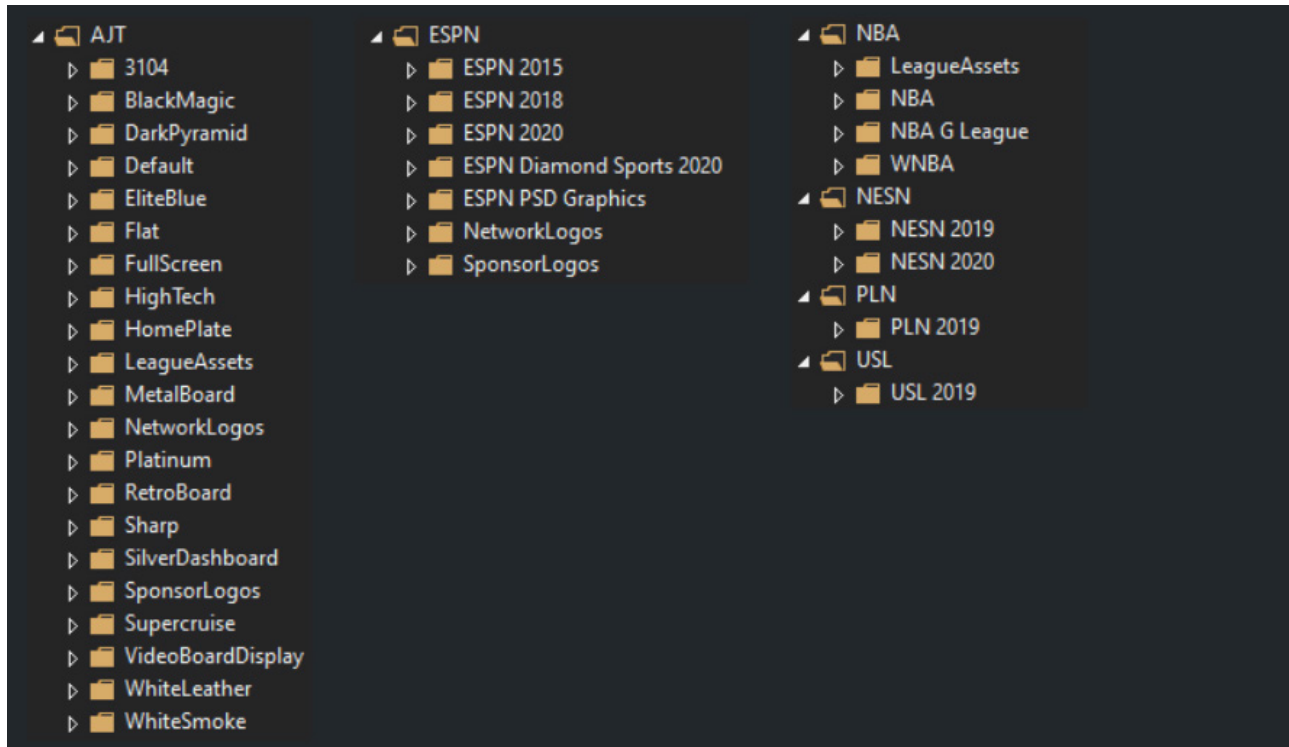 AJT
3104
BlackMagic
DarkPyramid
Default
EliteBlue
Flat
FullScreen
HighTech
HomePlate
LeagueAssets
MetalBoard
NetworkLogos
Platinum
RetroBoard
Sharp
SilverDashboard
SponsorLogos
Supercruise
VideoBoardDisplay
WhiteLeather
WhiteSmoke
ESPN
ESPN 2015
ESPN 2018
ESPN 2020
ESPN Diamond Sports 2020
ESPN PSD Graphics
NetworkLogos
SponsorLogos
NBA
LeagueAssets
NBA
NBA G League
WNBA
NESN
NESN 2019
NESN 2020
PLN
PLN 2019
USL
USL 2019